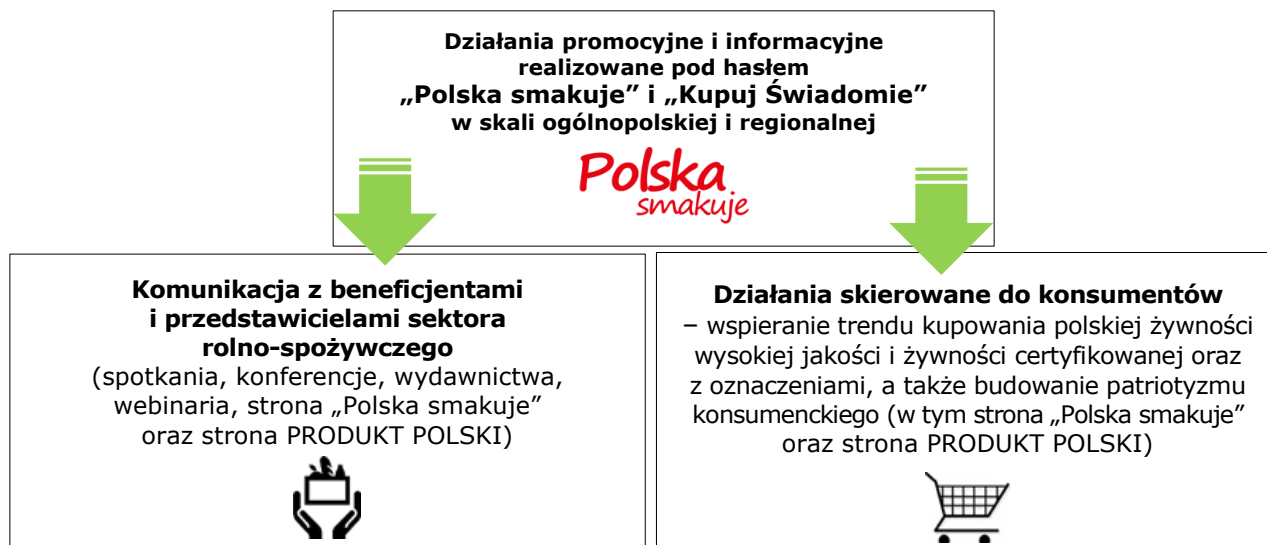 Działania promocyjne i informacyjne
realizowane pod hasłem
„Polska smakuje” i „Kupuj Świadomie”
w skali ogólnopolskiej i regionalnej
Polska
smakuje
Komunikacja z beneficjentami
i przedstawicielami sektora
rolno-spożywczego
(spotkania, konferencje, wydawnictwa,
webinaria, strona „Polska smakuje”
oraz strona PRODUKT POLSKI)
Działania skierowane do konsumentów
– wspieranie trendu kupowania polskiej żywności
wysokiej jakości i żywności certyfikowanej oraz
z oznaczeniami, a także budowanie patriotyzmu
konsumenckiego (w tym strona „Polska smakuje”
oraz strona PRODUKT POLSKI)